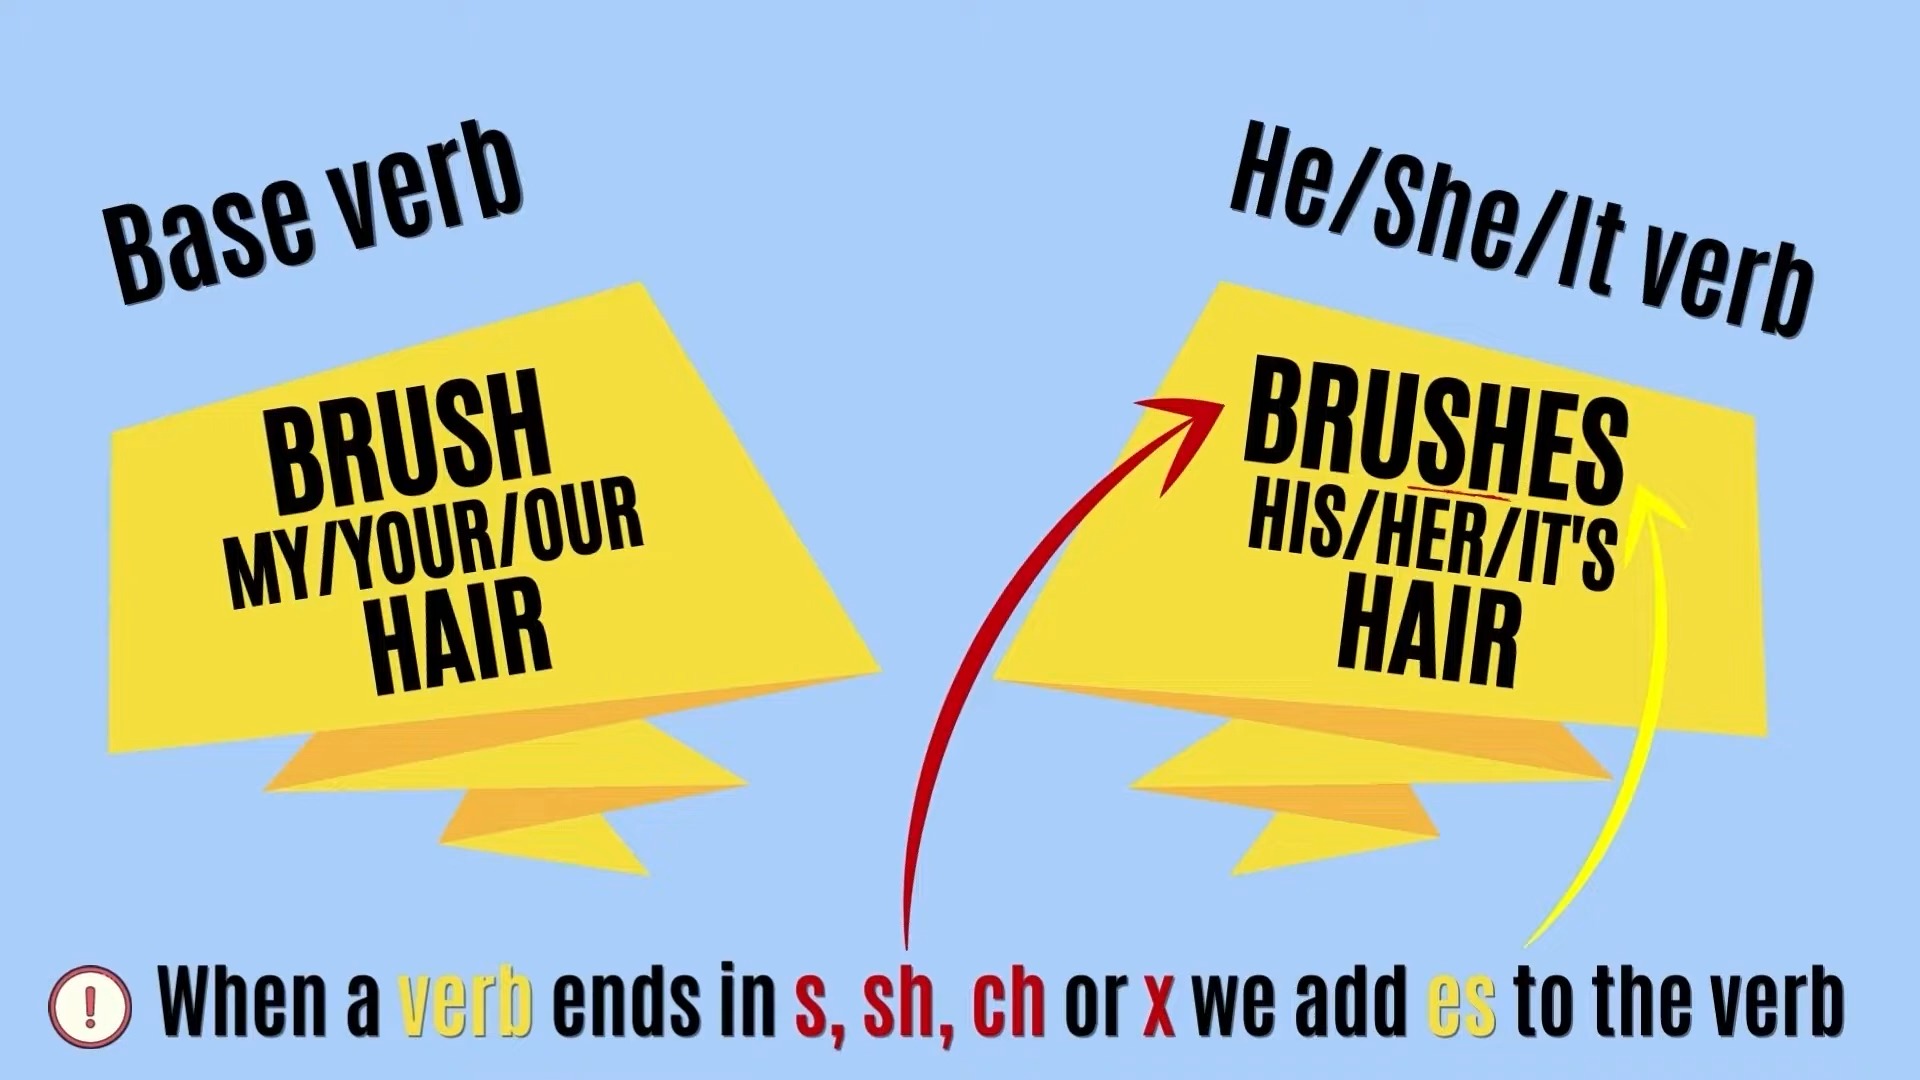 Base verb
BRUSH
MY/YOUR/OUR
HAIR
He/She/It verb
BRUSHES
HIS/HER/IT'S
HAIR
! When a verb ends in s, sh, ch or x we add es to the verb